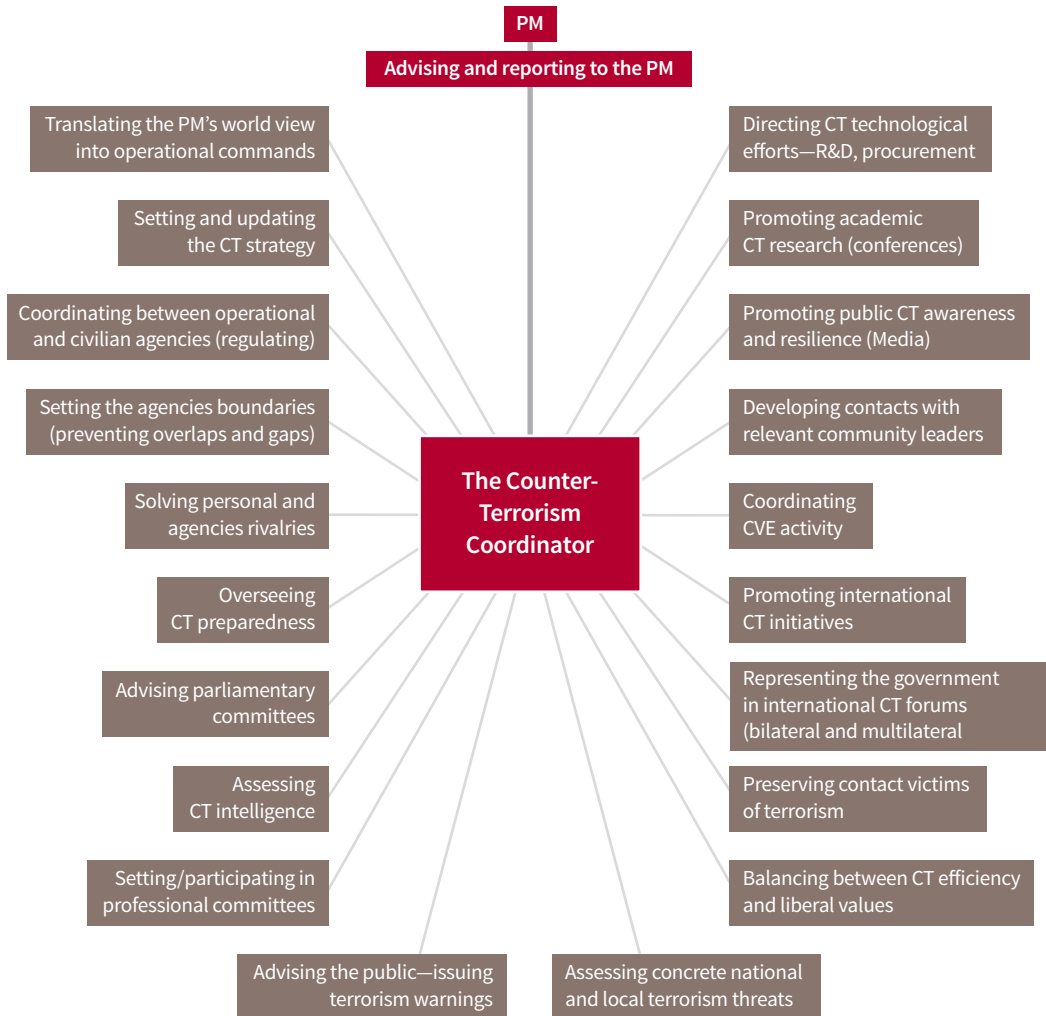 PM
Advising and reporting to the PM
Translating the PM's world view
into operational commands
Setting and updating
the CT strategy
Coordinating between operational
and civilian agencies (regulating)
Setting the agencies boundaries
(preventing overlaps and gaps)
Solving personal and
agencies rivalries
Overseeing
CT preparedness
Advising parliamentary
committees
Assessing
CT intelligence
Setting/participating in
professional committees
Advising the public—issuing
terrorism warnings
The Counter-
Terrorism
Coordinator
Directing CT technological
efforts—R&D, procurement
Promoting academic
CT research (conferences)
Promoting public CT awareness
and resilience (Media)
Developing contacts with
relevant community leaders
Coordinating
CVE activity
Promoting international
CT initiatives
Representing the government
in international CT forums
(bilateral and multilateral
Preserving contact victims
of terrorism
Balancing between CT efficiency
and liberal values
Assessing concrete national
and local terrorism threats